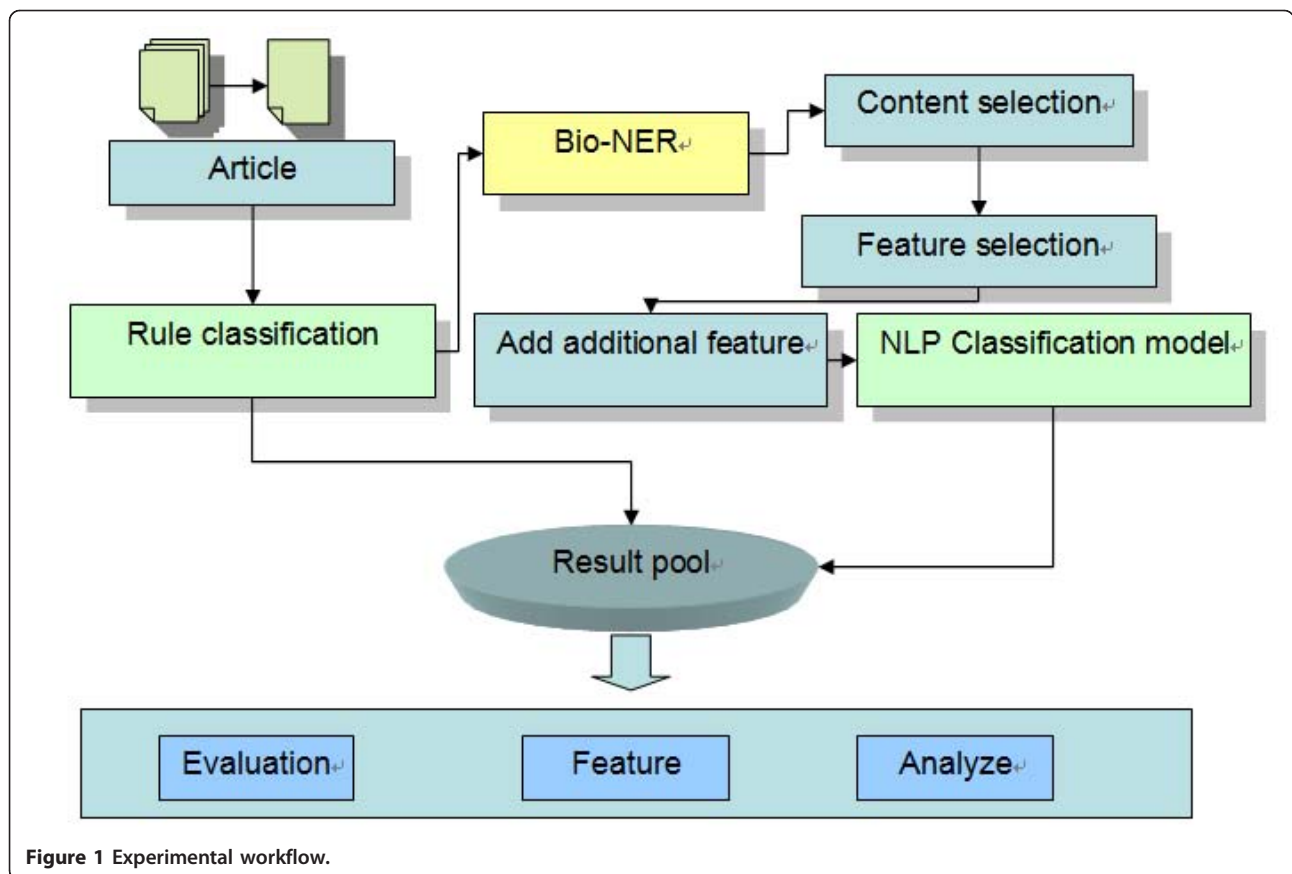 Article
Bio-NER
Content selection
Feature selection
Rule classification
Add additional feature
NLP Classification model
Result pool
Evaluation
Feature
Analyze
Figure 1 Experimental workflow.